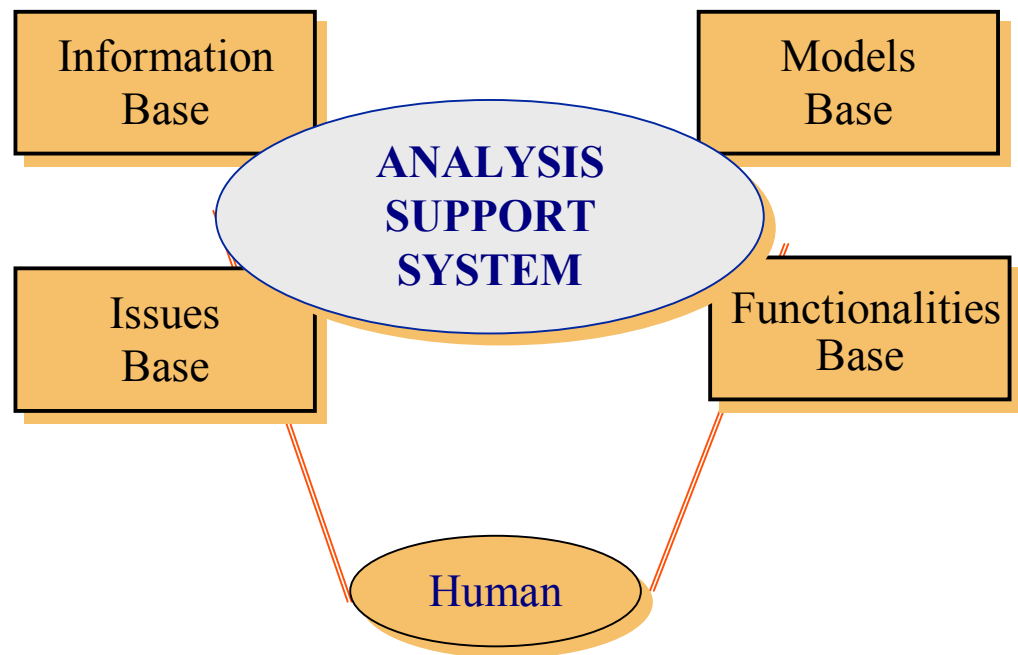 Information
Base
Models
Base
ANALYSIS
SUPPORT
SYSTEM
Issues
Base
Functionalities
Base
Human